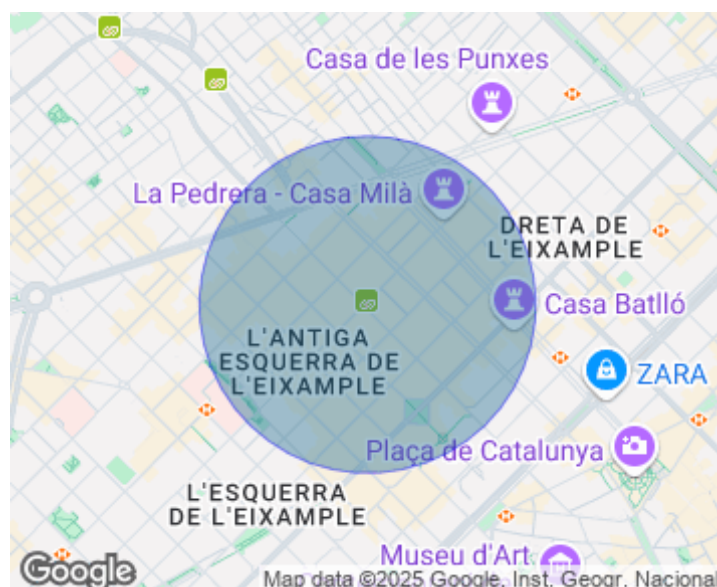 Casa de les Punxes
La Pedrera - Casa Milà
DRETA DE
L'EIXAMPLE
Casa Batlló
L'ANTIGA
ESQUERRA DE
L'EIXAMPLE
ZARA
Plaça de Catalunya
L'ESQUERRA
DE L'EIXAMPLE
Museu d'Art
Google
Map data ©2025 Google, Inst. Geogr. Nacional